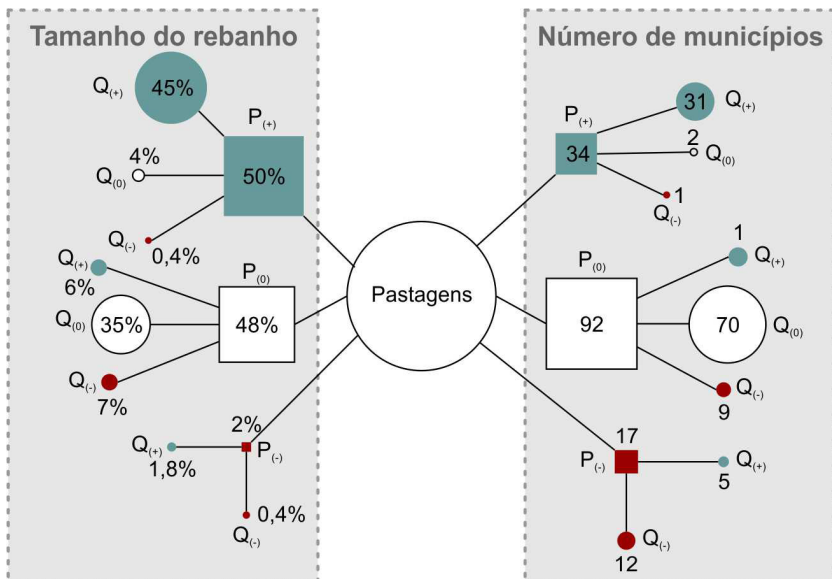 Tamanho do rebanho
Q(+)
45%
P(+)
50%
4%
Q(0)
Q(-)
0,4%
Q(+)
6%
P(0)
48%
Q(0)
35%
Q(-)
7%
2%
P(-)
Q(+)
1,8%
0,4%
Q(-)
Pastagens
Número de municípios
P(+)
34
31
Q(+)
2
Q(0)
1
Q(-)
P(0)
92
1
Q(+)
70
Q(0)
Q(-)
9
17
P(-)
Q(+)
5
Q(-)
12